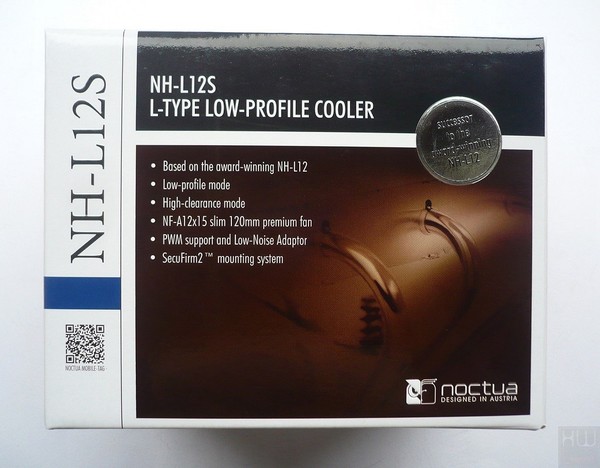 NH-L12S
NH-L12S
L-TYPE LOW-PROFILE COOLER
successor
to the
award-winning
NH-L12
• Based on the award-winning NH-L12
• Low-profile mode
• High-clearance mode
• NF-A12x15 slim 120mm premium fan
• PWM support and Low-Noise Adaptor
• SecuFirm2™ mounting system
NOCTUA MOBILE-TAG
noctua
DESIGNED IN AUSTRIA
HW